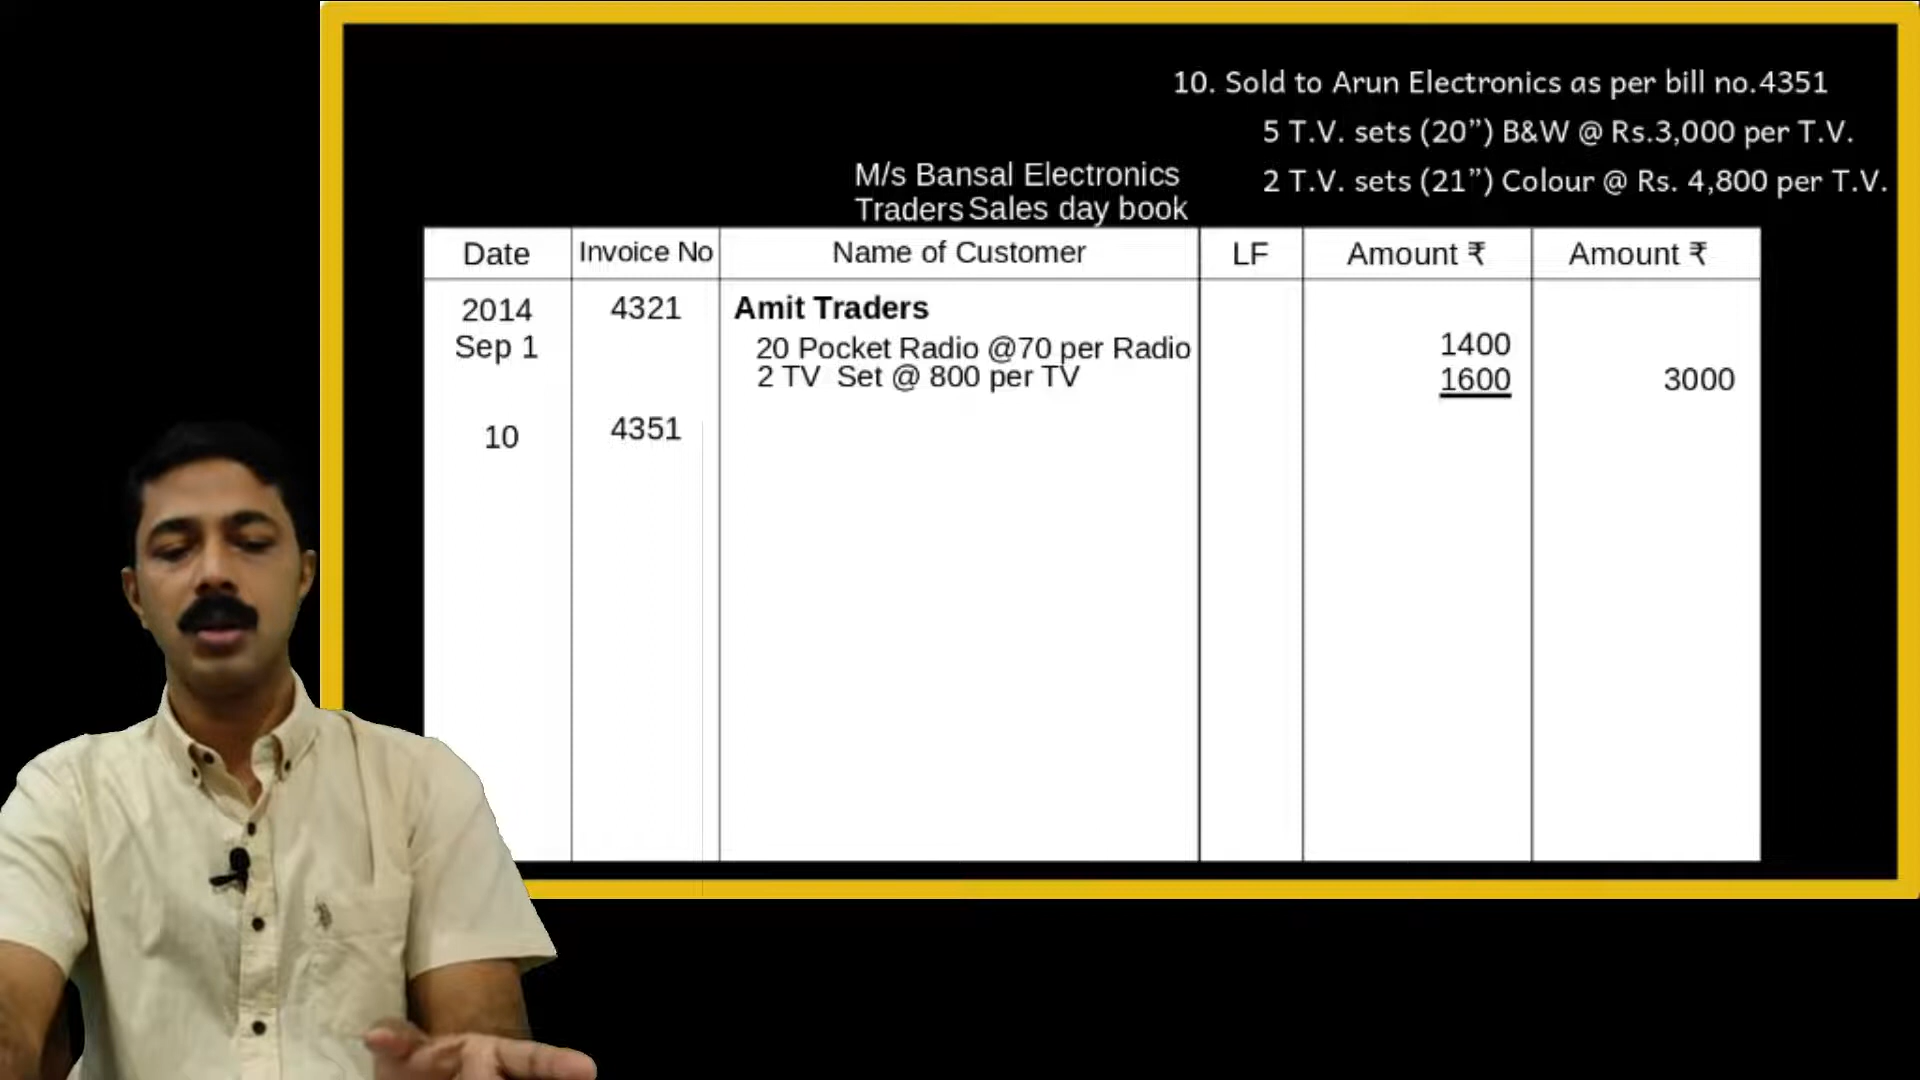 10. Sold to Arun Electronics as per bill no.4351
5 T.V. sets (20”) B&W @ Rs.3,000 per T.V.
2 T.V. sets (21”) Colour @ Rs. 4,800 per T.V.
M/s Bansal Electronics
Traders Sales day book
Date Invoice No Name of Customer LF Amount ₹ Amount ₹
2014 4321 Amit Traders
Sep 1 20 Pocket Radio @70 per Radio 1400
2 TV Set @ 800 per TV 1600 3000
10 4351